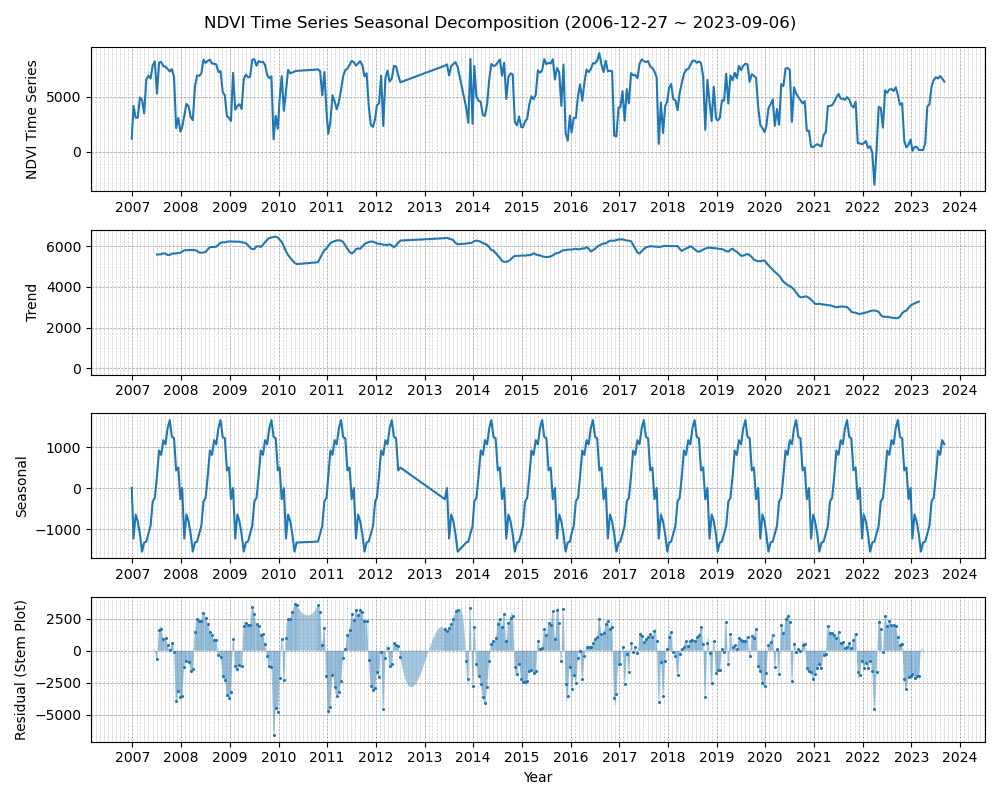 NDVI Time Series Seasonal Decomposition (2006-12-27 ~ 2023-09-06)
NDVI Time Series
5000
0
2007 2008 2009 2010 2011 2012 2013 2014 2015 2016 2017 2018 2019 2020 2021 2022 2023 2024
Trend
6000
4000
2000
0
2007 2008 2009 2010 2011 2012 2013 2014 2015 2016 2017 2018 2019 2020 2021 2022 2023 2024
Seasonal
1000
0
−1000
2007 2008 2009 2010 2011 2012 2013 2014 2015 2016 2017 2018 2019 2020 2021 2022 2023 2024
Residual (Stem Plot)
2500
0
−2500
−5000
2007 2008 2009 2010 2011 2012 2013 2014 2015 2016 2017 2018 2019 2020 2021 2022 2023 2024
Year